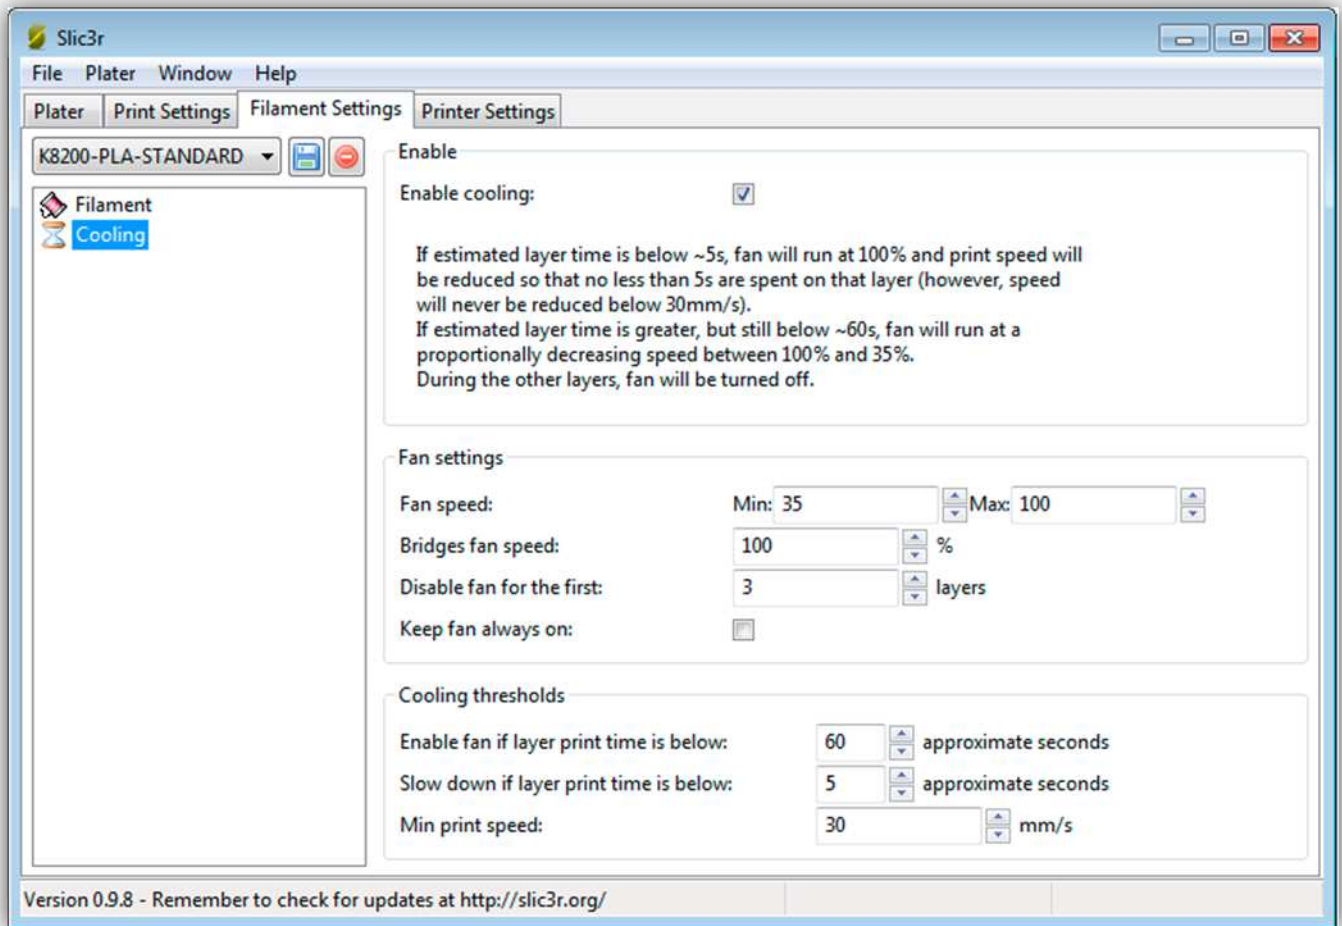 Slic3r
File Plater Window Help
Plater Print Settings Filament Settings Printer Settings
K8200-PLA-STANDARD
Filament
Cooling
Enable
Enable cooling:
If estimated layer time is below ~5s, fan will run at 100% and print speed will
be reduced so that no less than 5s are spent on that layer (however, speed
will never be reduced below 30mm/s).
If estimated layer time is greater, but still below ~60s, fan will run at a
proportionally decreasing speed between 100% and 35%.
During the other layers, fan will be turned off.
Fan settings
Fan speed: Min: 35 Max: 100
Bridges fan speed: 100 %
Disable fan for the first: 3 layers
Keep fan always on:
Cooling thresholds
Enable fan if layer print time is below: 60 approximate seconds
Slow down if layer print time is below: 5 approximate seconds
Min print speed: 30 mm/s
Version 0.9.8 - Remember to check for updates at http://slic3r.org/